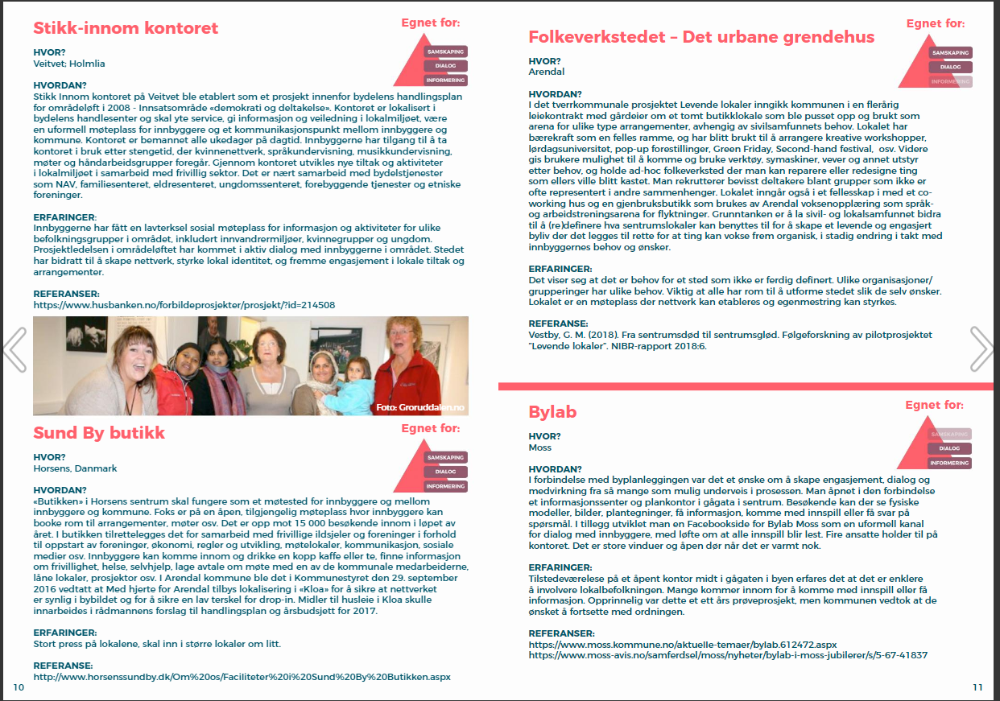 Stikk-innom kontoret
Egnet for:
SAMSKAPING
DIALOG
INFORMERING
HVOR?
Veitvet; Holmlia
HVORDAN?
Stikk Innom kontoret på Veitvet ble etablert som et prosjekt innenfor bydelens handlingsplan
for områdeløft i 2008 - Innsatsområde «demokrati og deltakelse». Kontoret er lokalisert i
bydelens handlesenter og skal yte service, gi informasjon og veiledning i lokalmiljøet, være
en uformell møteplass for innbyggere og et kommunikasjonspunkt mellom innbyggere og
kommune. Kontoret er bemannet alle ukedager på dagtid. Innbyggerne har tilgang til å ta
kontoret i bruk etter stengetid, der kvinnenettverk, språkundervisning, musikkundervisning,
møter og håndarbeidsgrupper foregår. Gjennom kontoret utvikles nye tiltak og aktiviteter
i lokalmiljøet i samarbeid med frivillig sektor. Det er nært samarbeid med bydelstjenester
som NAV, familiesenteret, eldresenteret, ungdomssenteret, forebyggende tjenester og etniske
foreninger.
ERFARINGER:
Innbyggerne har fått en lavterskel sosial møteplass for informasjon og aktiviteter for ulike
befolkningsgrupper i området, inkludert innvandrermiljøer, kvinnegrupper og ungdom.
Prosjektledelsen i områdeløftet har kommet i aktiv dialog med innbyggerne i området. Stedet
har bidratt til å skape nettverk, styrke lokal identitet, og fremme engasjement i lokale tiltak og
arrangementer.
REFERANSER:
https://www.husbanken.no/forbildeprosjekter/prosjekt/?id=214508
Foto: Groruddalen.no
Sund By butikk
Egnet for:
SAMSKAPING
DIALOG
INFORMERING
HVOR?
Horsens, Danmark
HVORDAN?
«Butikken» i Horsens sentrum skal fungere som et møtested for innbyggere og mellom
innbyggere og kommune. Foks er på en åpen, tilgjengelig møteplass hvor innbyggere kan
booke rom til arrangementer, møter osv. Det er opp mot 15 000 besøkende innom i løpet av
året. I butikken tilrettelegges det for samarbeid med frivillige ildsjeler og foreninger i forhold
til oppstart av foreninger, økonomi, regler og utvikling, møtelokaler, kommunikasjon, sosiale
medier osv. Innbyggere kan komme innom og drikke en kopp kaffe eller te, finne informasjon
om frivillighet, helse, selvhjelp, lage avtale om møte med en av de kommunale medarbeiderne,
låne lokaler, prosjektor osv. I Arendal kommune ble det i Kommunestyret den 29. september
2016 vedtatt at Med hjerte for Arendal tilbys lokalisering i «Kloa» for å sikre at nettverket
er synlig i bybildet og for å sikre en lav terskel for drop-in. Midler til husleie i Kloa skulle
innarbeides i rådmannens forslag til handlingsplan og årsbudsjett for 2017.
ERFARINGER:
Stort press på lokalene, skal inn i større lokaler om litt.
REFERANSE:
http://www.horsenssundby.dk/Om%20os/Faciliteter%20i%20Sund%20By%20Butikken.aspx
10
Folkeverkstedet – Det urbane grendehus
Egnet for:
SAMSKAPING
DIALOG
INFORMERING
HVOR?
Arendal
HVORDAN?
I det tverrkommunale prosjektet Levende lokaler inngikk kommunen i en flerårig
leiekontrakt med gårdeier om et tomt butikklokale som ble pusset opp og brukt som
arena for ulike type arrangementer, avhengig av sivilsamfunnets behov. Lokalet har
bærekraft som en felles ramme, og har blitt brukt til å arrangere kreative workshopper,
lørdagsuniversitet, pop-up forestillinger, Green Friday, Second-hand festival, osv. Videre
gis brukere mulighet til å komme og bruke verktøy, symaskiner, vever og annet utstyr
etter behov, og holde ad-hoc folkeverksted der man kan reparere eller redesigne ting
som ellers ville blitt kastet. Man rekrutterer bevisst deltakere blant grupper som ikke er
ofte representert i andre sammenhenger. Lokalet inngår også i et fellesskap i med et co-
working hus og en gjenbruksbutikk som brukes av Arendal voksenopplæring som språk-
og arbeidstreningsarena for flyktninger. Grunntanken er å la sivil- og lokalsamfunnet bidra
til å (re)definere hva sentrumslokaler kan benyttes til for å skape et levende og engasjert
byliv der det legges til rette for at ting kan vokse frem organisk, i stadig endring i takt med
innbyggernes behov og ønsker.
ERFARINGER:
Det viser seg at det er behov for et sted som ikke er ferdig definert. Ulike organisasjoner/
grupperinger har ulike behov. Viktig at alle har rom til å utforme stedet slik de selv ønsker.
Lokalet er en møteplass der nettverk kan etableres og egenmestring kan styrkes.
REFERANSE:
Vestby, G. M. (2018). Fra sentrumsdød til sentrumsglød. Følgeforskning av pilotprosjektet
"Levende lokaler". NIBR-rapport 2018:6.
Bylab
Egnet for:
SAMSKAPING
DIALOG
INFORMERING
HVOR?
Moss
HVORDAN?
I forbindelse med byplanleggingen var det et ønske om å skape engasjement, dialog og
medvirkning fra så mange som mulig underveis i prosessen. Man åpnet i den forbindelse
et informasjonssenter og plankontor i gågata i sentrum. Besøkende kan der se fysiske
modeller, bilder, plantegninger, få informasjon, komme med innspill eller få svar på
spørsmål. I tillegg utviklet man en Facebookside for Bylab Moss som en uformell kanal
for dialog med innbyggere, med løfte om at alle innspill blir lest. Fire ansatte holder til på
kontoret. Det er store vinduer og åpen dør når det er varmt nok.
ERFARINGER:
Tilstedeværelese på et åpent kontor midt i gågaten i byen erfares det at det er enklere
å involvere lokalbefolkningen. Mange kommer innom for å komme med innspill eller få
informasjon. Opprinnelig var dette et ett års prøveprosjekt, men kommunen vedtok at de
ønsket å fortsette med ordningen.
REFERANSER:
https://www.moss.kommune.no/aktuelle-temaer/bylab.612472.aspx
https://www.moss-avis.no/samferdsel/moss/nyheter/bylab-i-moss-jubilerer/s/5-67-41837
11